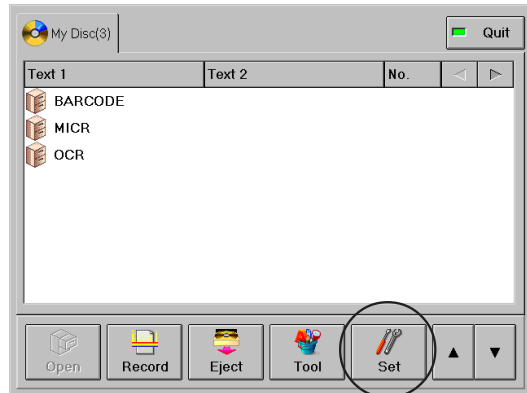 My Disc(3)
Quit
Text 1 Text 2 No.
BARCODE
MICR
OCR
Open Record Eject Tool Set